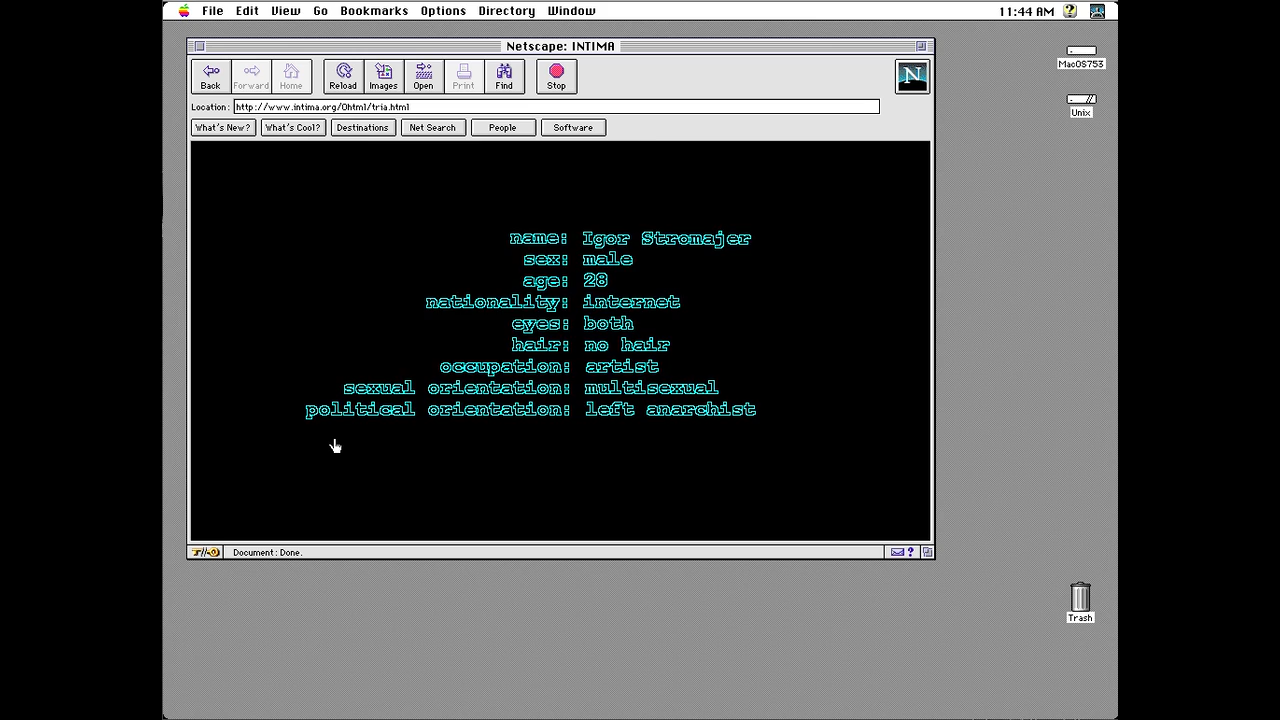 File Edit View Go Bookmarks Options Directory Window 11:44 AM
Netscape: INTIMA
MacOS753
Back Forward Home Reload Images Open Print Find Stop
N
Location: http://www.intima.org/0html/tria.html
Unix
What's New? What's Cool? Destinations Net Search People Software
name: Igor Stromajer
sex: male
age: 28
nationality: internet
eyes: both
hair: no hair
occupation: artist
sexual orientation: multisexual
political orientation: left anarchist
Document: Done.
Trash